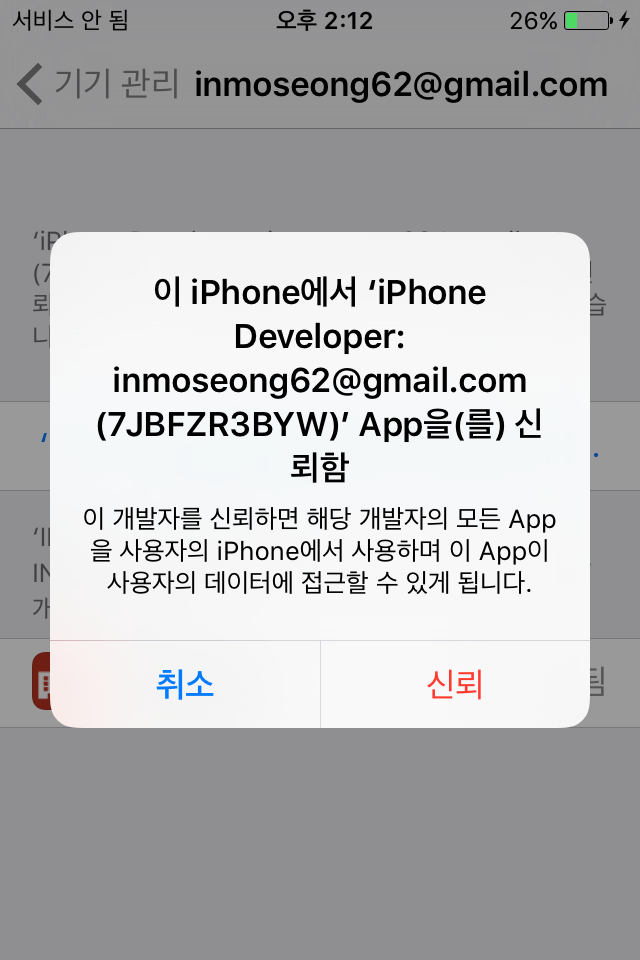 서비스 안 됨 오후 2:12 26%
기기 관리 inmoseong62@gmail.com
이 iPhone에서 ‘iPhone
Developer:
inmoseong62@gmail.com
(7JBFZR3BYW)’ App을(를) 신
뢰함
이 개발자를 신뢰하면 해당 개발자의 모든 App
을 사용자의 iPhone에서 사용하며 이 App이
사용자의 데이터에 접근할 수 있게 됩니다.
취소 신뢰